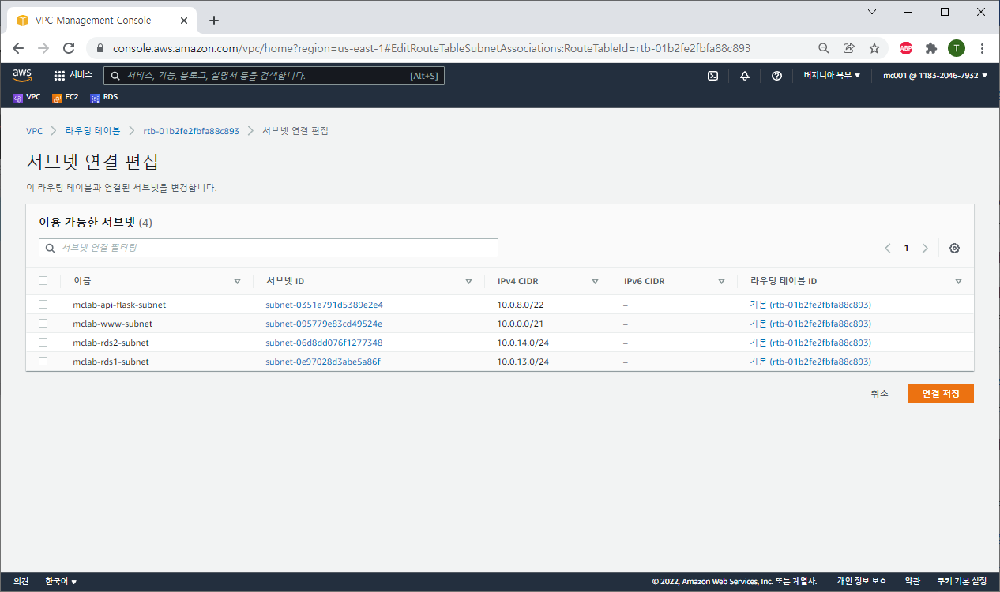 VPC Management Console
console.aws.amazon.com/vpc/home?region=us-east-1#EditRouteTableSubnetAssociations:RouteTableId=rtb-01b2fe2fbfa88c893
ABP
T
aws
서비스
서비스, 기능, 블로그, 설명서 등을 검색합니다.
[Alt+S]
버지니아 북부
mc001 @ 1183-2046-7932
VPC
EC2
RDS
VPC
라우팅 테이블
rtb-01b2fe2fbfa88c893
서브넷 연결 편집
서브넷 연결 편집
이 라우팅 테이블과 연결된 서브넷을 변경합니다.
이용 가능한 서브넷 (4)
서브넷 연결 필터링
1
이름 서브넷 ID IPv4 CIDR IPv6 CIDR 라우팅 테이블 ID
mclab-api-flask-subnet subnet-0351e791d5389e2e4 10.0.8.0/22 – 기본 (rtb-01b2fe2fbfa88c893)
mclab-www-subnet subnet-095779e83cd49524e 10.0.0.0/21 – 기본 (rtb-01b2fe2fbfa88c893)
mclab-rds2-subnet subnet-06d8dd076f1277348 10.0.14.0/24 – 기본 (rtb-01b2fe2fbfa88c893)
mclab-rds1-subnet subnet-0e97028d3abe5a86f 10.0.13.0/24 – 기본 (rtb-01b2fe2fbfa88c893)
취소
연결 저장
의견
한국어
© 2022, Amazon Web Services, Inc. 또는 계열사.
개인 정보 보호
약관
쿠키 기본 설정